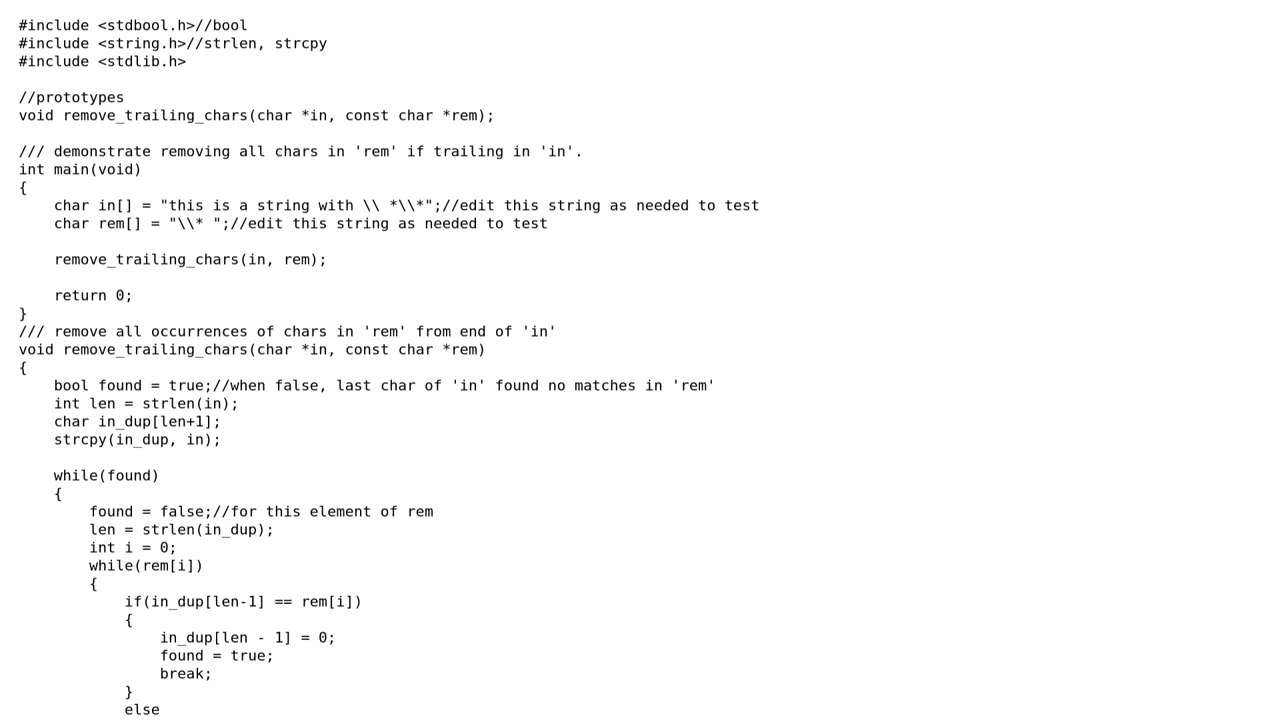 #include <stdbool.h>//bool
#include <string.h>//strlen, strcpy
#include <stdlib.h>

//prototypes
void remove_trailing_chars(char *in, const char *rem);

/// demonstrate removing all chars in 'rem' if trailing in 'in'.
int main(void)
{
    char in[] = "this is a string with \\ *\\*";//edit this string as needed to test
    char rem[] = "\\* ";//edit this string as needed to test

    remove_trailing_chars(in, rem);

    return 0;
}
/// remove all occurrences of chars in 'rem' from end of 'in'
void remove_trailing_chars(char *in, const char *rem)
{
    bool found = true;//when false, last char of 'in' found no matches in 'rem'
    int len = strlen(in);
    char in_dup[len+1];
    strcpy(in_dup, in);

    while(found)
    {
        found = false;//for this element of rem
        len = strlen(in_dup);
        int i = 0;
        while(rem[i])
        {
            if(in_dup[len-1] == rem[i])
            {
                in_dup[len - 1] = 0;
                found = true;
                break;
            }
            else